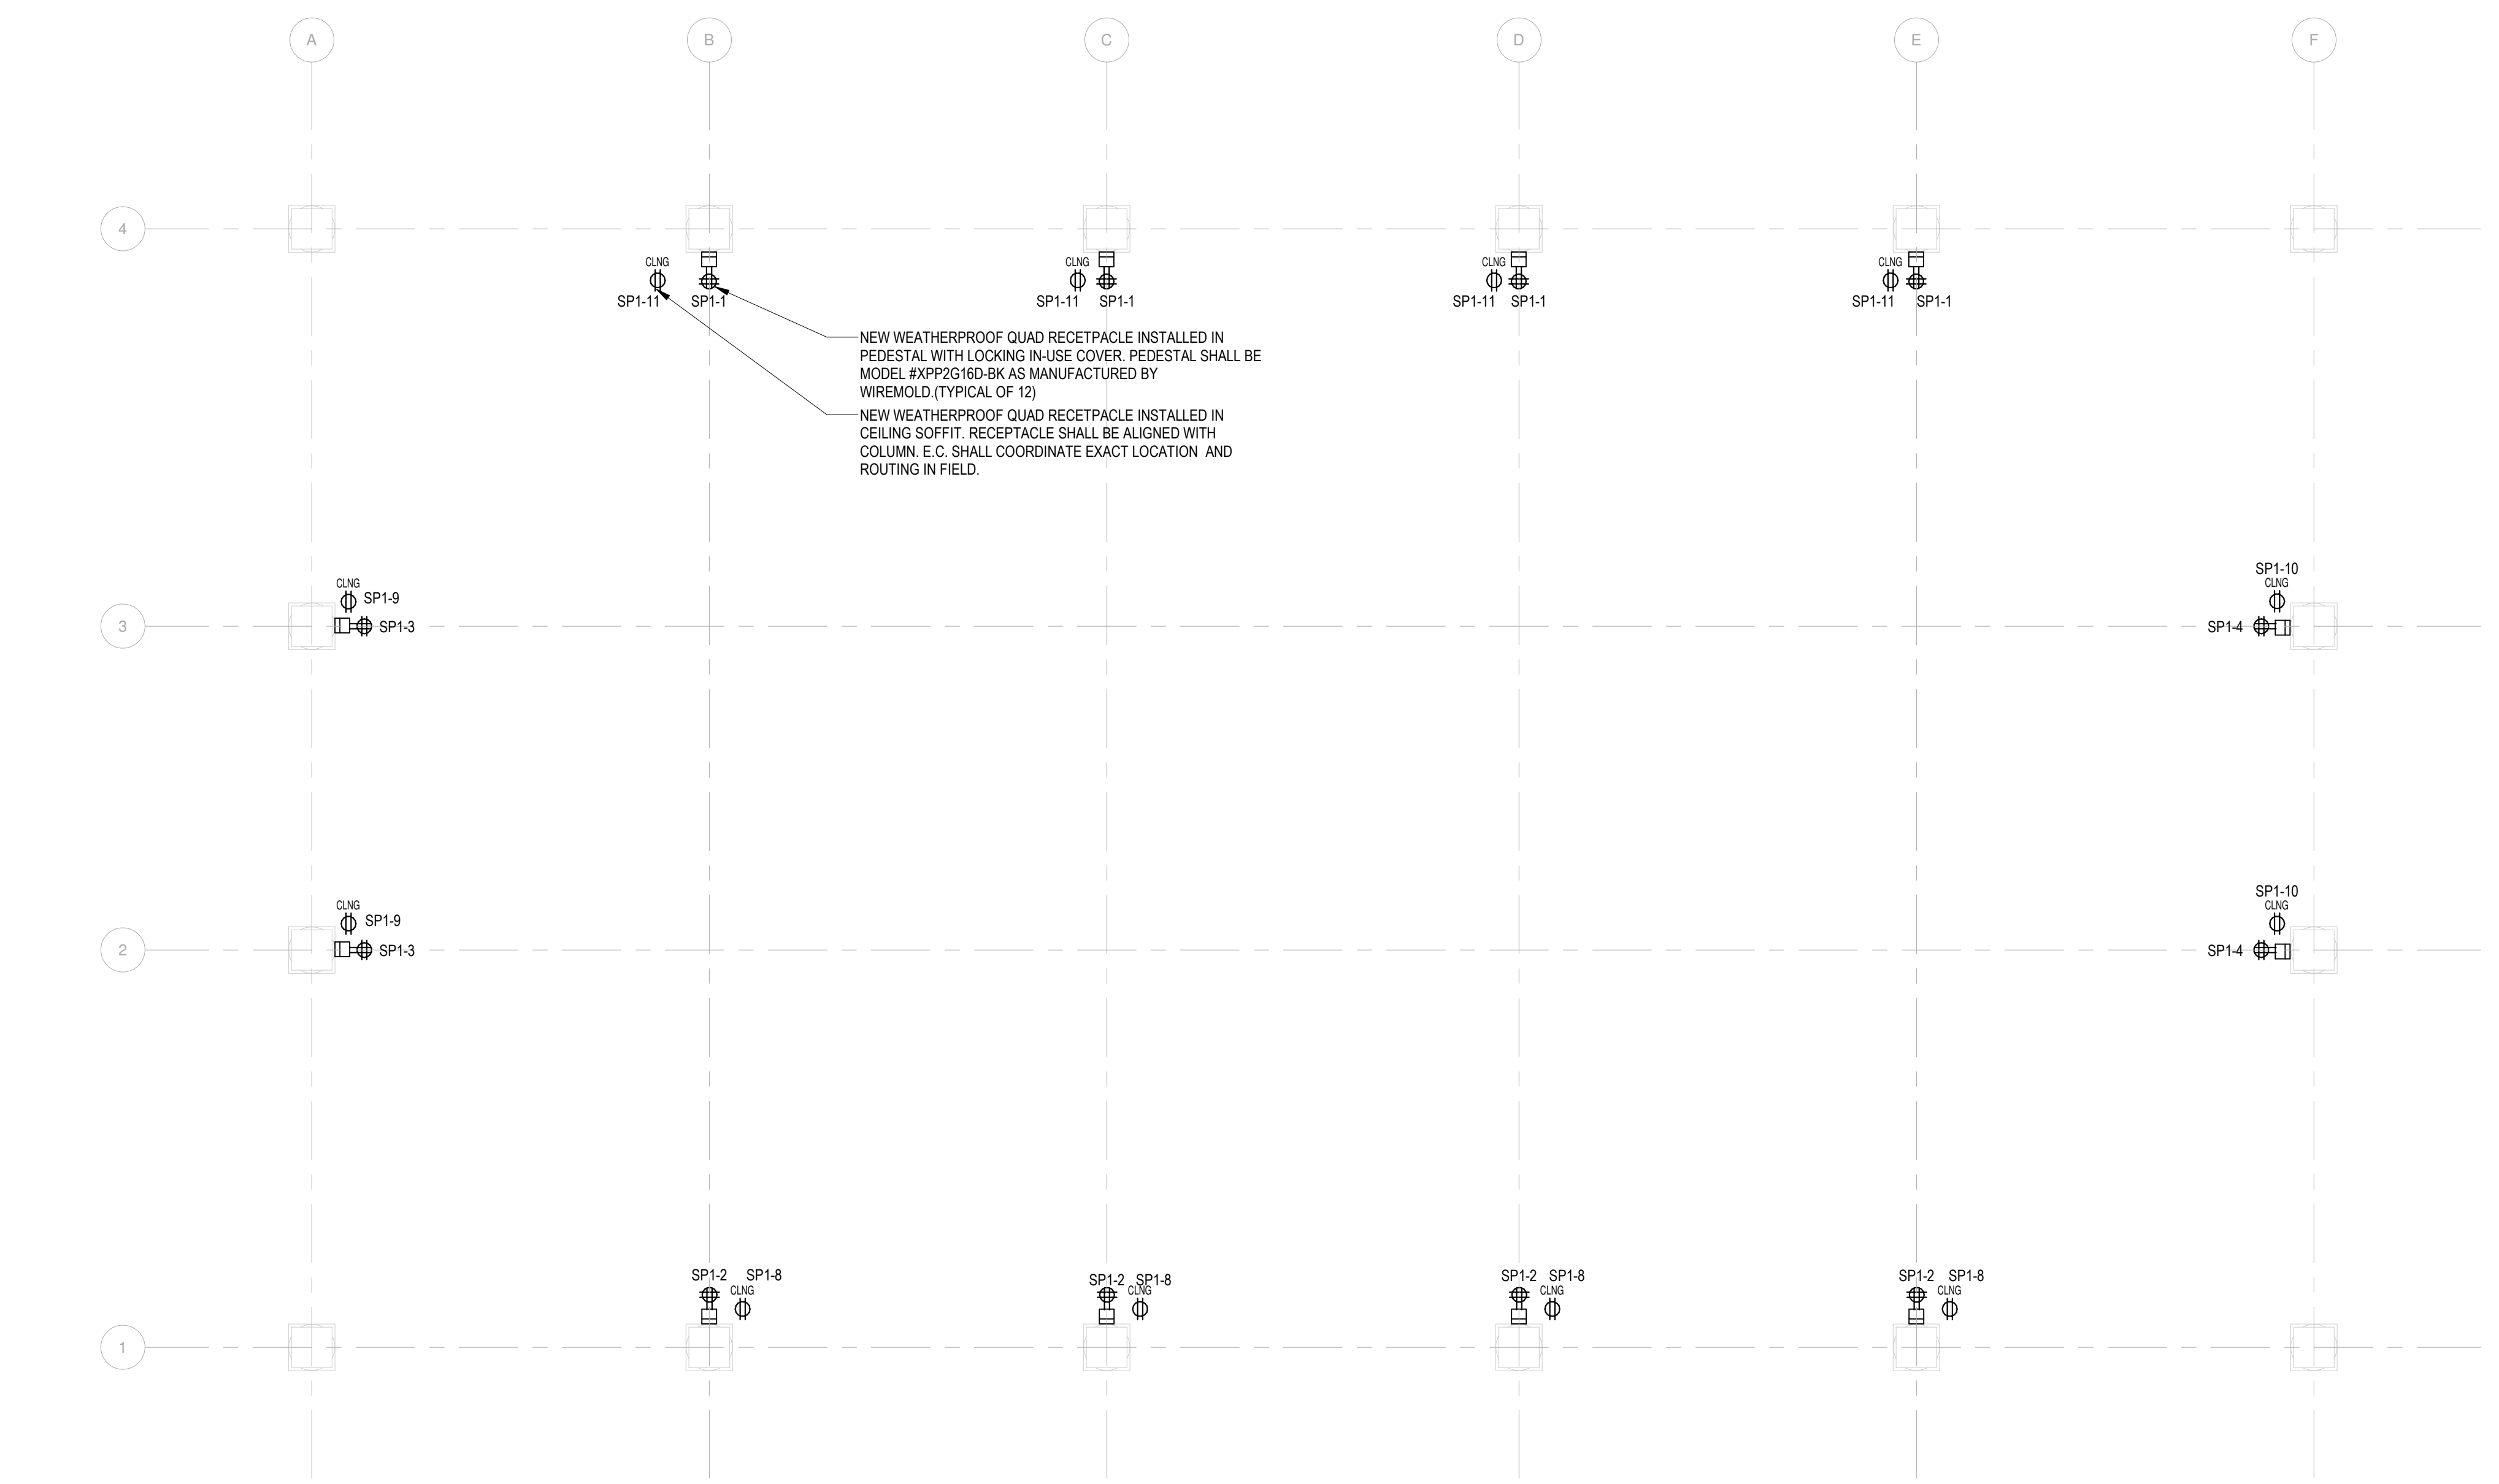 A
B
C
D
E
F
4
CLNG
CLNG
CLNG
CLNG
SP1-11
SP1-1
SP1-11
SP1-1
SP1-11
SP1-1
SP1-11
SP1-1
NEW WEATHERPROOF QUAD RECETPACLE INSTALLED IN
PEDESTAL WITH LOCKING IN-USE COVER. PEDESTAL SHALL BE
MODEL #XPP2G16D-BK AS MANUFACTURED BY
WIREMOLD.(TYPICAL OF 12)
NEW WEATHERPROOF QUAD RECETPACLE INSTALLED IN
CEILING SOFFIT. RECEPTACLE SHALL BE ALIGNED WITH
COLUMN. E.C. SHALL COORDINATE EXACT LOCATION AND
ROUTING IN FIELD.
SP1-10
CLNG
CLNG
SP1-9
3
SP1-3
SP1-4
SP1-10
CLNG
CLNG
SP1-9
2
SP1-3
SP1-4
SP1-2
SP1-8
SP1-2
SP1-8
SP1-2
SP1-8
SP1-2
SP1-8
CLNG
CLNG
CLNG
CLNG
1